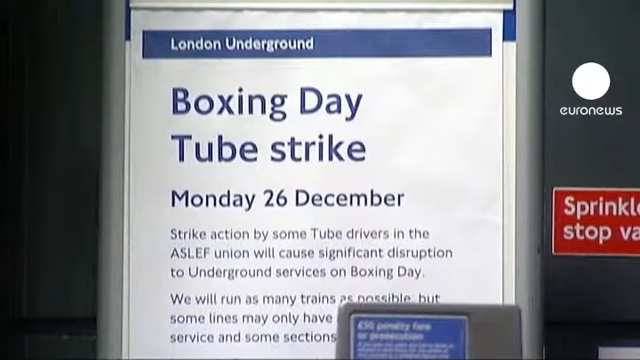 London Underground
Boxing Day
Tube strike
Monday 26 December
Strike action by some Tube drivers in the
ASLEF union will cause significant disruption
to Underground services on Boxing Day.
We will run as many trains as possible, but
some lines may only have
service and some sections
£50 penalty fare
or prosecution
euronews
Sprinkle
stop va